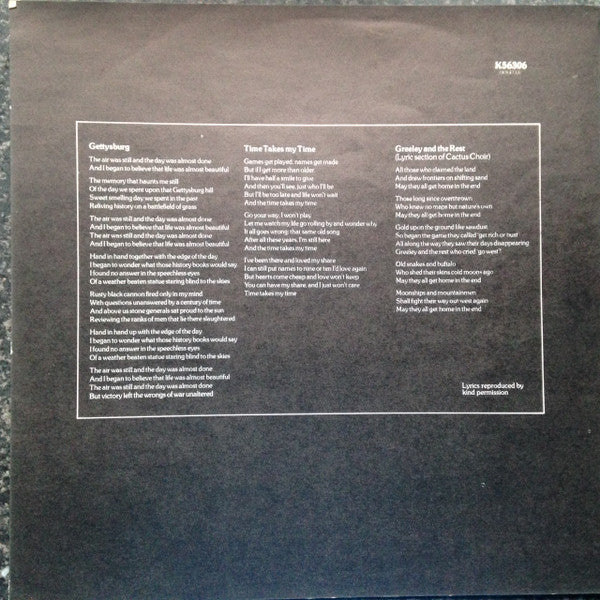 K56306
Gettysburg
The air was still and the day was almost done
And I began to believe that life was almost beautiful
The memory that haunts me still
Of the day we spent upon that Gettysburg hill
Sweet smelling day we spent in the past
Reliving history on a battlefield of grass
The air was still and the day was almost done
And I began to believe that life was almost beautiful
The air was still and the day was almost done
And I began to believe that life was almost beautiful
Hand in hand together with the edge of the day
I began to wonder what those history books would say
I found no answer in the speechless eyes
Of a weather beaten statue staring blind to the skies
Rusty black cannon fired only in my mind
With questions unanswered by a century of time
And above us stone generals sat proud to the sun
Reviewing the ranks of men that lie there slaughtered
Hand in hand up with the edge of the day
I began to wonder what those history books would say
I found no answer in the speechless eyes
Of a weather beaten statue staring blind to the skies
The air was still and the day was almost done
And I began to believe that life was almost beautiful
The air was still and the day was almost done
But victory left the wrongs of war unaltered
Time Takes my Time
Games get played, names get made
But if I get more than older
I'll have half a smile to give
And then you'll see, just who I'll be
But I'll be too late and life won't wait
And the time takes my time
Go your way, I won't play
Let me watch my life go rolling by and wonder why
It all goes wrong; that same old song
After all these years, I'm still here
And the time takes my time
I've been there and loved my share
I can still put names to nine or ten I'd love again
But hearts come cheap and love won't keep
You can have my share, and I just won't care
Time takes my time
Greeley and the Rest
(Lyric section of Cactus Choir)
All those who claimed the land
And drew frontiers on shifting sand
May they all get home in the end
Those long since overthrown
Who knew no maps but nature's own
May they all get home in the end
Gold upon the ground like sawdust
So began the game they called "get rich or bust"
All along the way they saw their days disappearing
Greeley and the rest who cried "go west"
Old snakes and buffalo
Who shed their skins cold moons ago
May they all get home in the end
Moonships and mountainmen
Shall fight their way out west again
May they all get home in the end
Lyrics reproduced by
kind permission